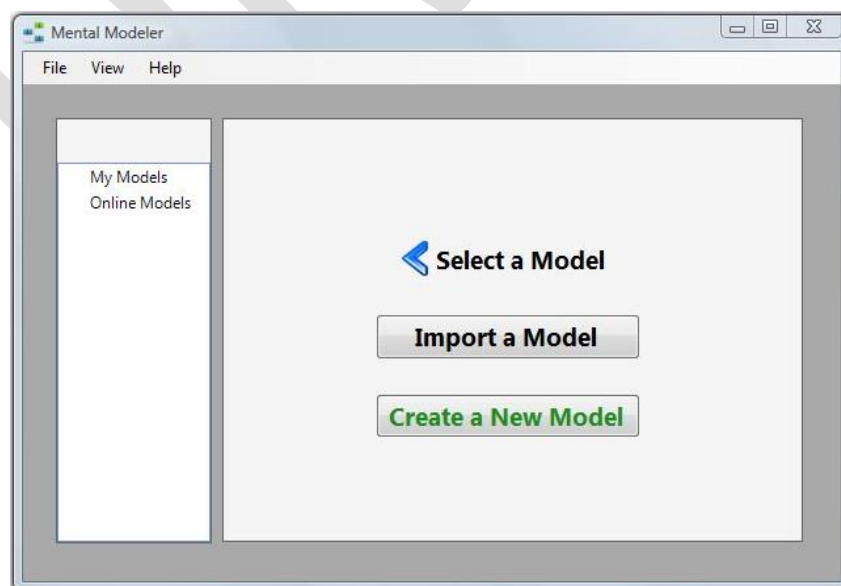 Mental Modeler
File View Help
My Models
Online Models
Select a Model
Import a Model
Create a New Model